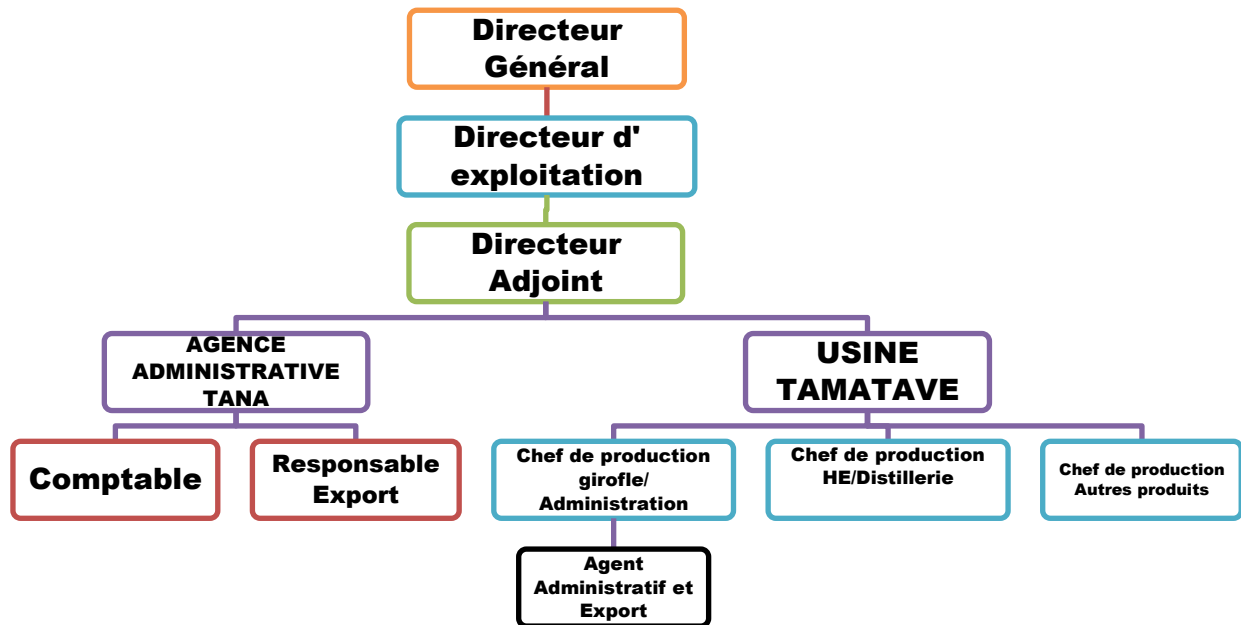 Directeur
Général
Directeur d'
exploitation
Directeur
Adjoint
AGENCE
ADMINISTRATIVE
TANA
USINE
TAMATAVE
Comptable
Responsable
Export
Chef de production
girofle/
Administration
Chef de production
HE/Distillerie
Chef de production
Autres produits
Agent
Administratif et
Export